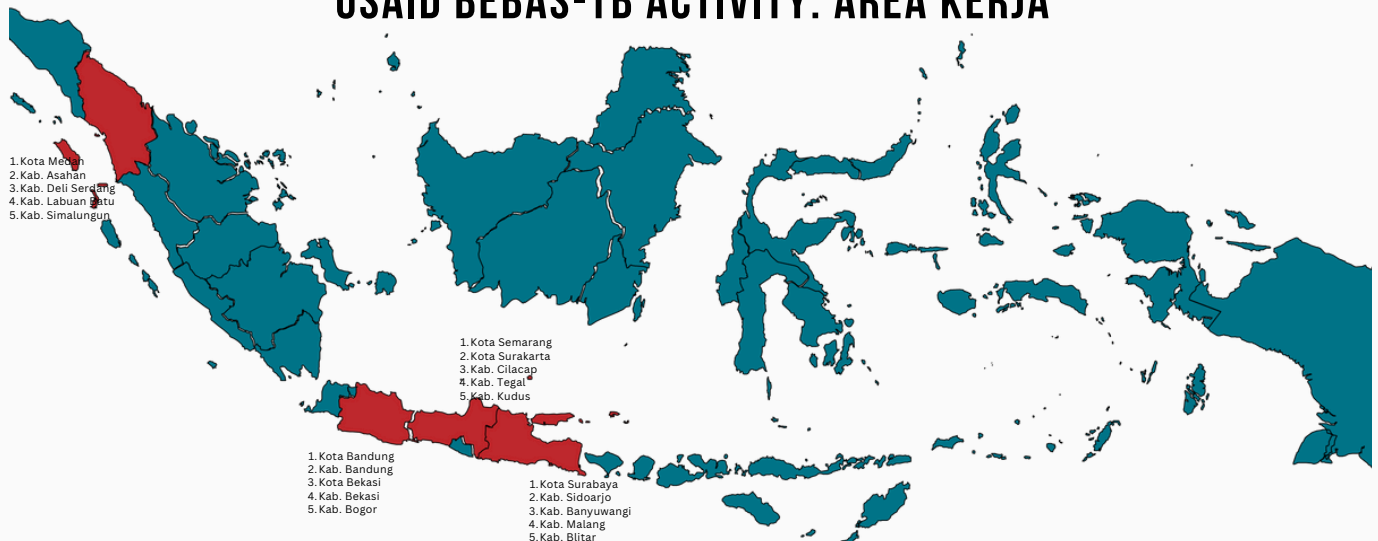 USAID BEBAS-TB ACTIVITY: AREA KERJA
1.Kota Medan
2.Kab. Asahan
3.Kab. Deli Serdang
4.Kab. Labuan Batu
5.Kab. Simalungun
1.Kota Semarang
2.Kota Surakarta
3.Kab. Cilacap
4.Kab. Tegal
5.Kab. Kudus
1.Kota Bandung
2.Kab. Bandung
3.Kota Bekasi
4.Kab. Bekasi
5.Kab. Bogor
1.Kota Surabaya
2.Kab. Sidoarjo
3.Kab. Banyuwangi
4.Kab. Malang
5.Kab. Blitar